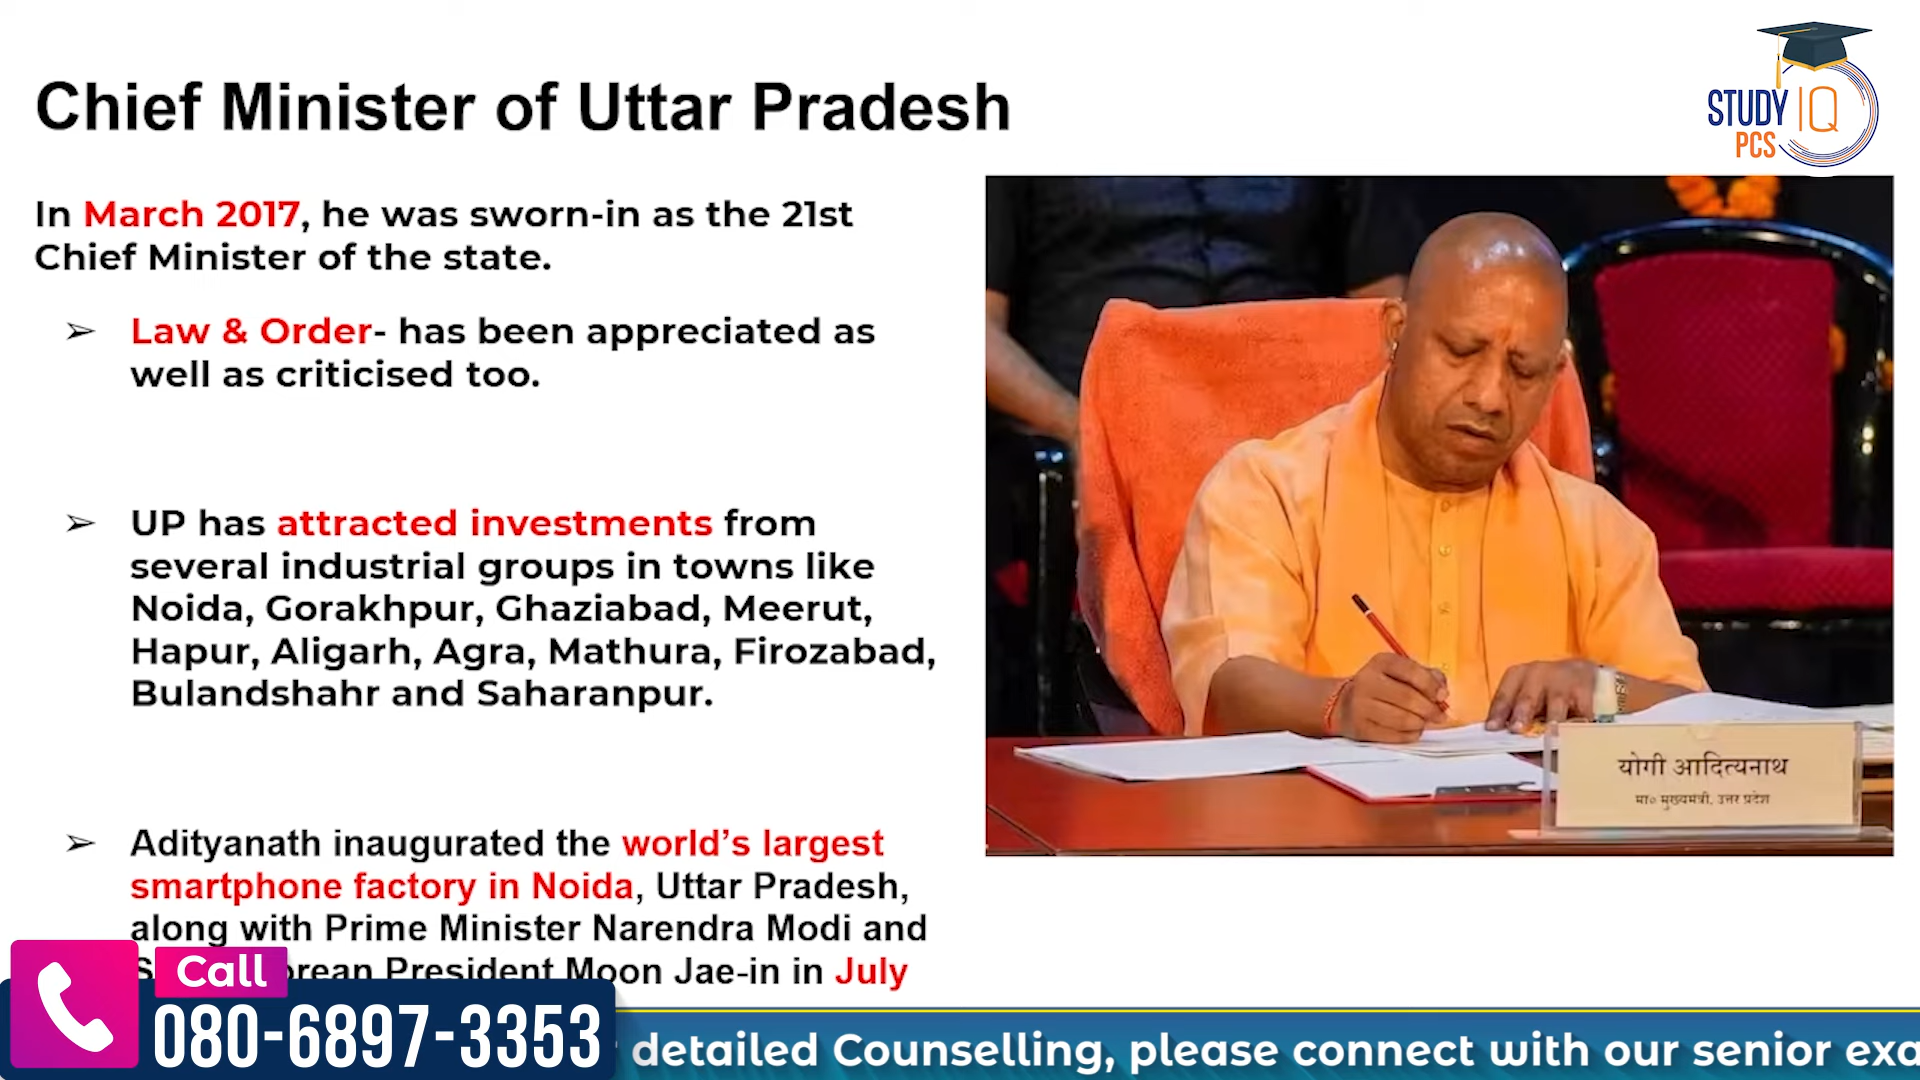 Chief Minister of Uttar Pradesh
STUDY IQ
PCS
In March 2017, he was sworn-in as the 21st
Chief Minister of the state.
➢ Law & Order- has been appreciated as
well as criticised too.
➢ UP has attracted investments from
several industrial groups in towns like
Noida, Gorakhpur, Ghaziabad, Meerut,
Hapur, Aligarh, Agra, Mathura, Firozabad,
Bulandshahr and Saharanpur.
➢ Adityanath inaugurated the world's largest
smartphone factory in Noida, Uttar Pradesh,
along with Prime Minister Narendra Modi and
President Moon Jae-in in July
योगी आदित्यनाथ
मा० मुख्यमंत्री, उत्तर प्रदेश
Call
080-6897-3353
detailed Counselling, please connect with our senior exa